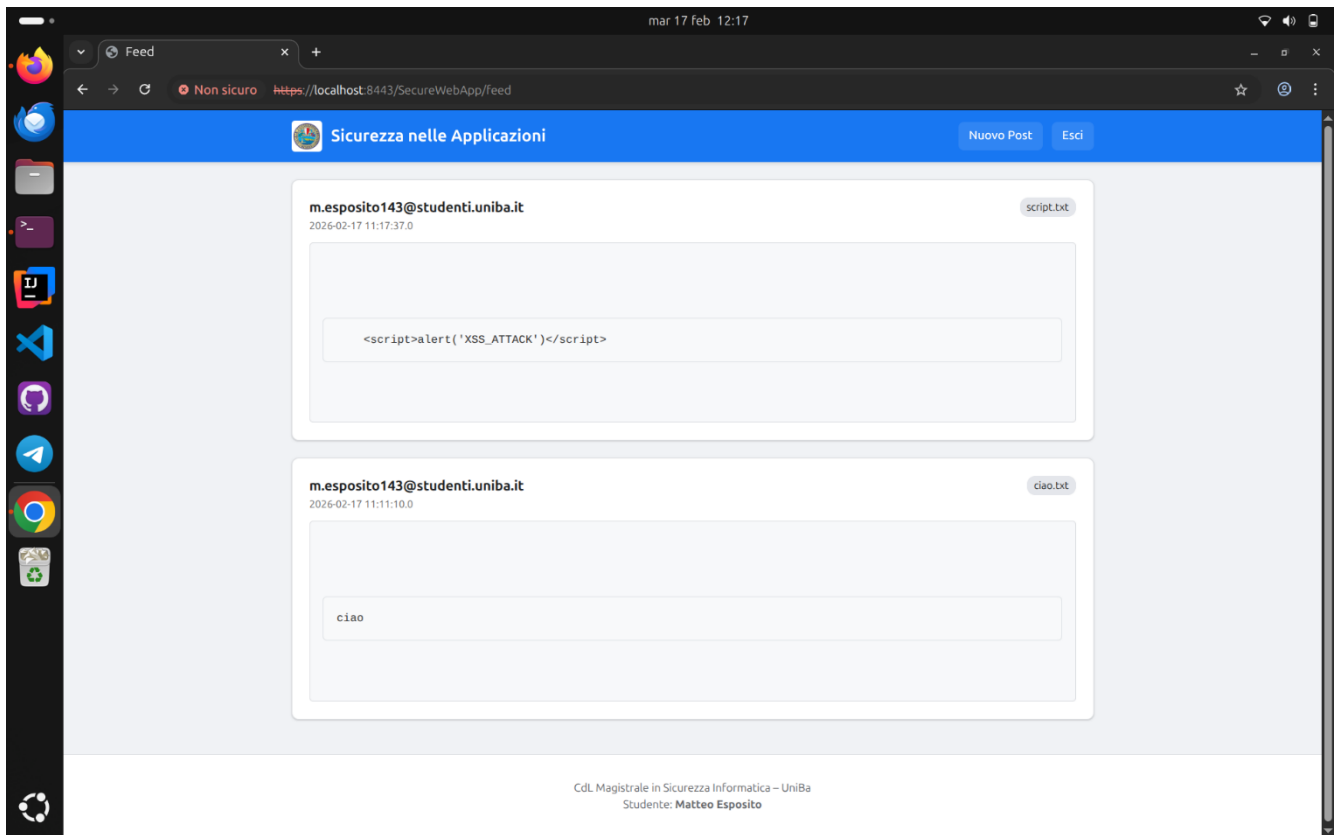 mar 17 feb 12:17
Feed
Non sicuro https://localhost:8443/SecureWebApp/feed
Sicurezza nelle Applicazioni
Nuovo Post
Esci
m.esposito143@studenti.uniba.it
script.txt
2026-02-17 11:17:37.0
<script>alert('XSS_ATTACK')</script>
m.esposito143@studenti.uniba.it
ciao.txt
2026-02-17 11:11:10.0
ciao
CdL Magistrale in Sicurezza Informatica – UniBa
Studente: Matteo Esposito